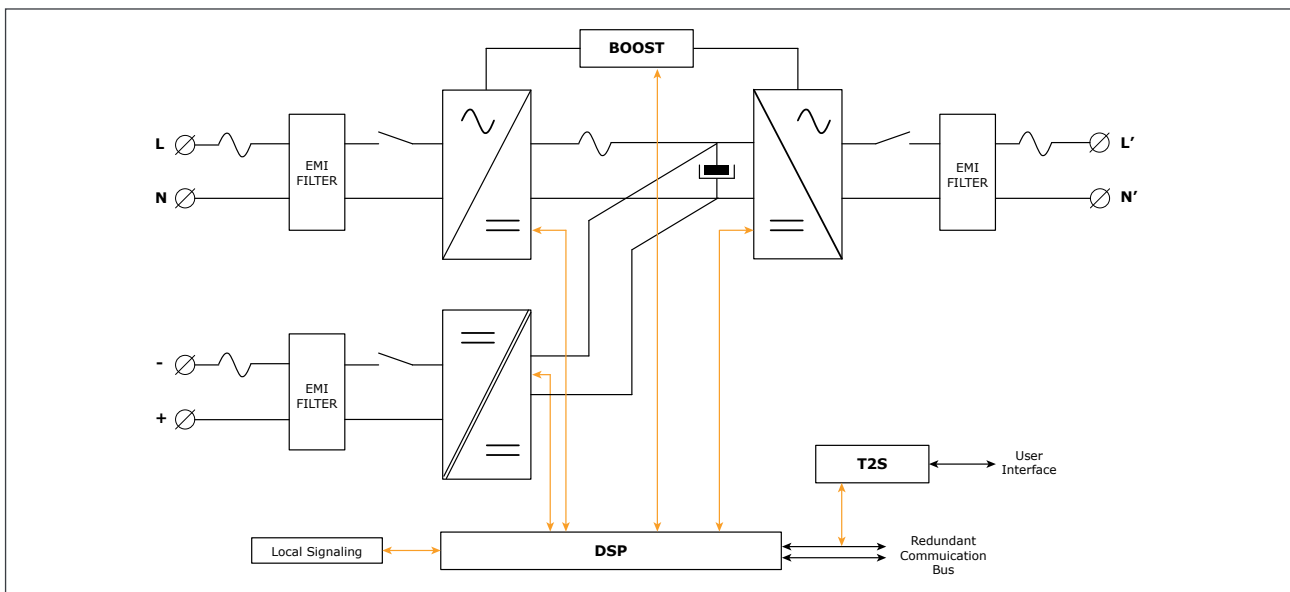 BOOST
L
EMI
FILTER
L'
N
EMI
FILTER
N'
-
EMI
FILTER
+
T2S
User
Interface
Local Signaling
DSP
Redundant
Commuication
Bus